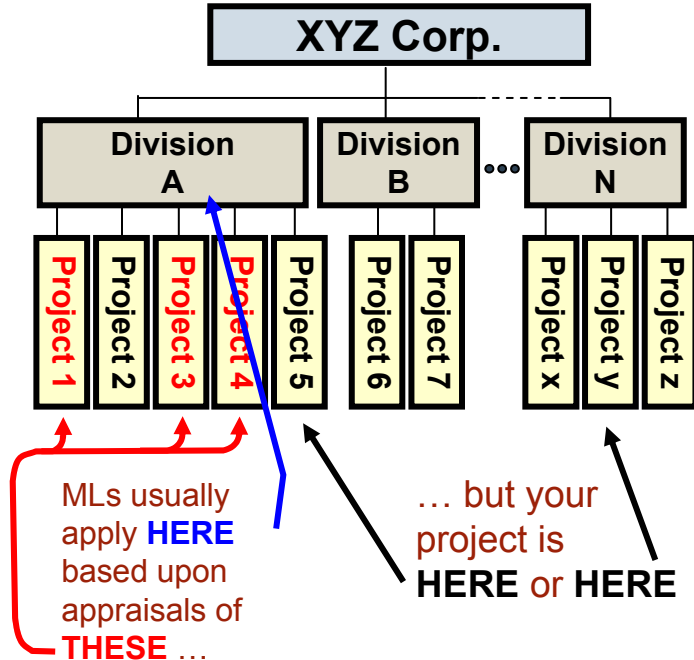 XYZ Corp.
Division
A
Division
B
Division
N
Project 1
Project 2
Project 3
Project 4
Project 5
Project 6
Project 7
Project x
Project y
Project z
MLs usually
apply HERE
based upon
appraisals of
THESE ...
... but your
project is
HERE or HERE